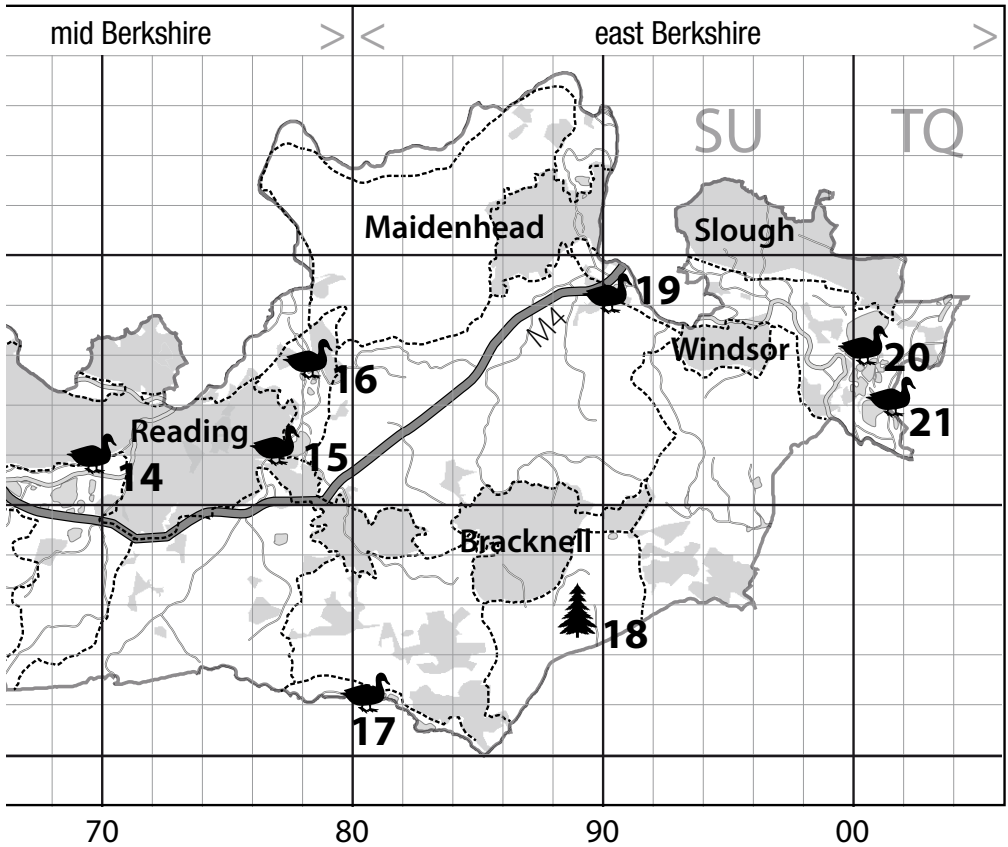 mid Berkshire > < east Berkshire >
SU TQ
Maidenhead Slough
19
M4
Windsor
20
16
21
Reading 15
14
Bracknell
18
17
70 80 90 00